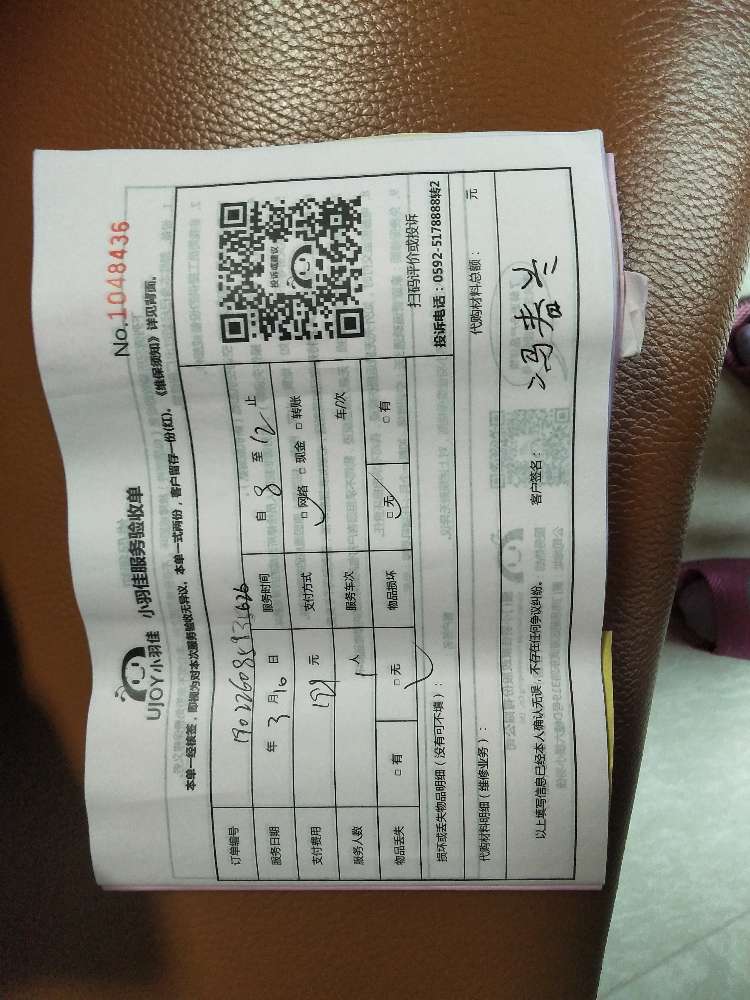 UJOY小羽佳 小羽佳服务验收单 No.1048436
本单一经核签，即视为对本次服务验收无异议，本单一式两份，客户留存一份(红)，《维保须知》详见背面。
订单编号
服务日期 年 3 月 16 日 服务时间 自 8 至 12 止
支付费用 元 支付方式 □ 网络 □ 现金 □ 转账
服务人数 1 人 服务车次 车/次
物品丢失 □ 有 □ 无 物品损坏 □ 无 □ 有
投诉或建议
扫码评价或投诉
投诉电话：0592-5178888转2
损坏或丢失物品明细（没有可不填）：
代购材料明细（维修业务）： 代购材料总额： 元
以上填写信息已经本人确认无误，不存在任何争议纠纷。 客户签名： 冯春兴